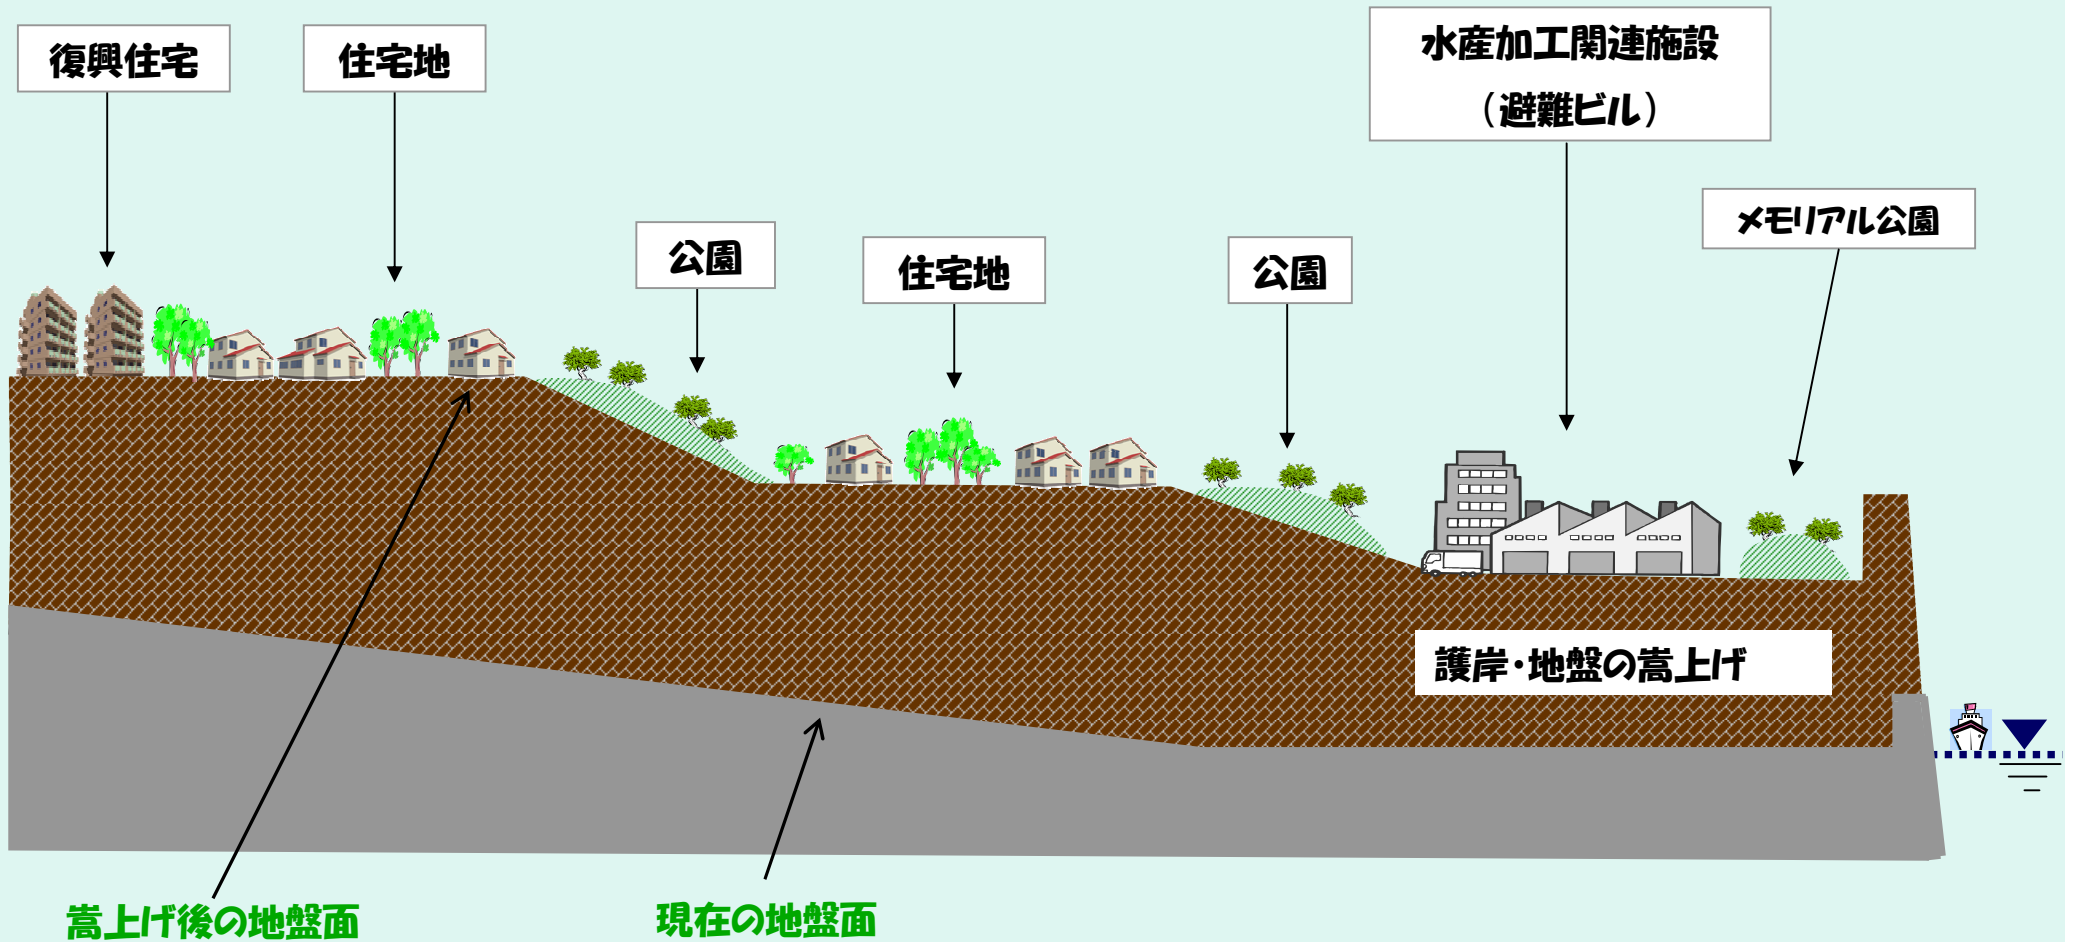 復興住宅
住宅地
水産加工関連施設
（避難ビル）
メモリアル公園
公園
住宅地
公園
護岸・地盤の嵩上げ
嵩上げ後の地盤面
現在の地盤面